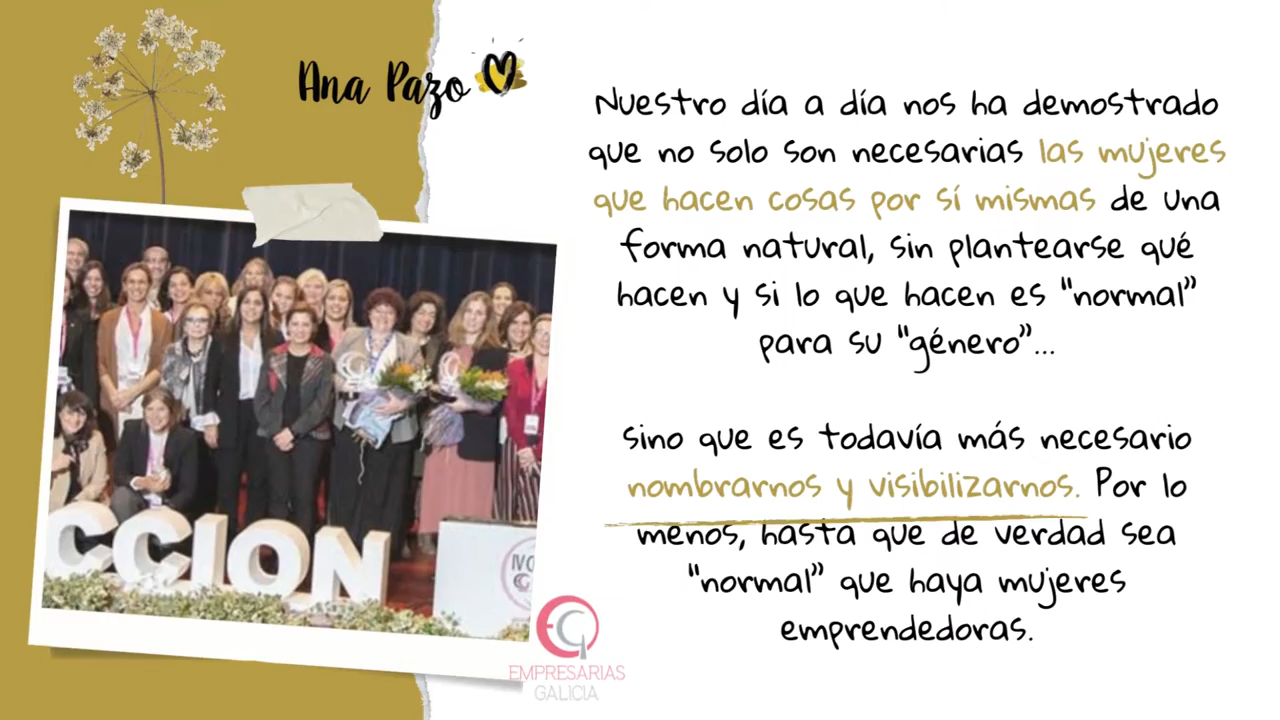 Ana Pazo
Nuestro día a día nos ha demostrado
que no solo son necesarias las mujeres
que hacen cosas por sí mismas de una
forma natural, sin plantearse qué
hacen y si lo que hacen es "normal"
para su "género"...
sino que es todavía más necesario
nombrarnos y visibilizarnos. Por lo
menos, hasta que de verdad sea
"normal" que haya mujeres
emprendedoras.
CCION
EMPRESARIAS
GALICIA